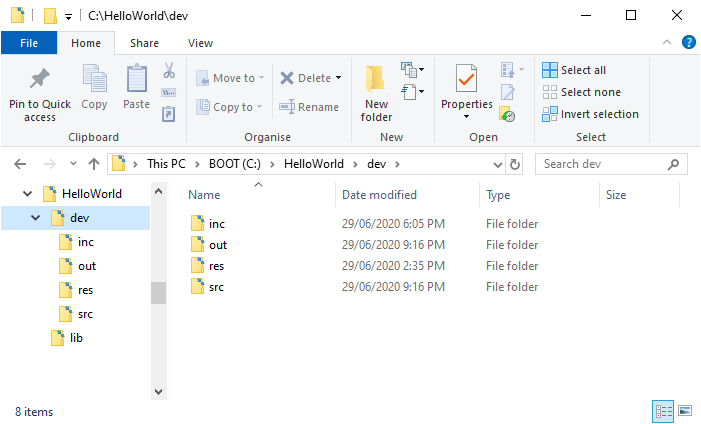 C:\HelloWorld\dev
File Home Share View
Pin to Quick access
Copy
Paste
Clipboard
Move to
Copy to
Delete
Rename
Organise
New folder
New
Properties
Open
Select all
Select none
Invert selection
Select
This PC BOOT (C:) HelloWorld dev
Search dev
HelloWorld
dev
inc
out
res
src
lib
Name Date modified Type Size
inc 29/06/2020 6:05 PM File folder
out 29/06/2020 9:16 PM File folder
res 29/06/2020 2:35 PM File folder
src 29/06/2020 9:16 PM File folder
8 items